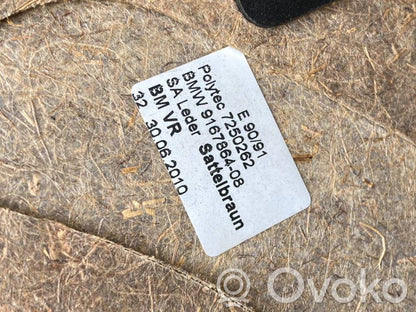 E 90/91
Polytec 7250262
BMW 9167864-08
SA Leder Sattelbraun
BM VR
32 30.06.2010
Ovoko